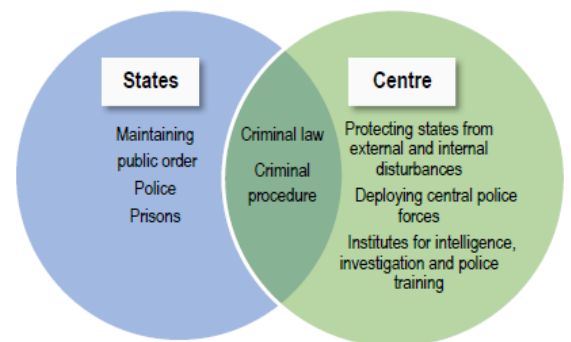 States
Maintaining
public order
Police
Prisons
Criminal law
Criminal
procedure
Centre
Protecting states from
external and internal
disturbances
Deploying central police
forces
Institutes for intelligence,
investigation and police
training